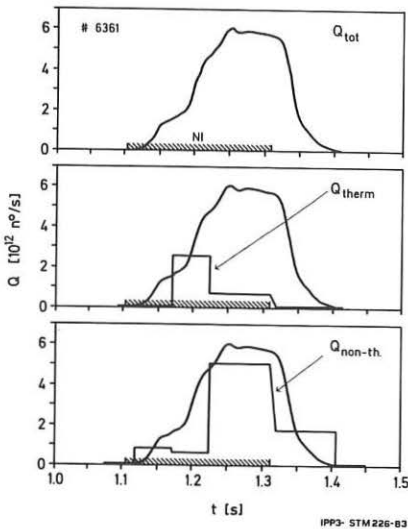 # 6361
Q_tot
6
4
2
0
NI
6
4
2
0
Q_therm
Q [10^12 n°/s]
6
4
2
0
Q_non-th.
1.0 1.1 1.2 1.3 1.4 1.5
t [s]
IPP3- STM 226-83